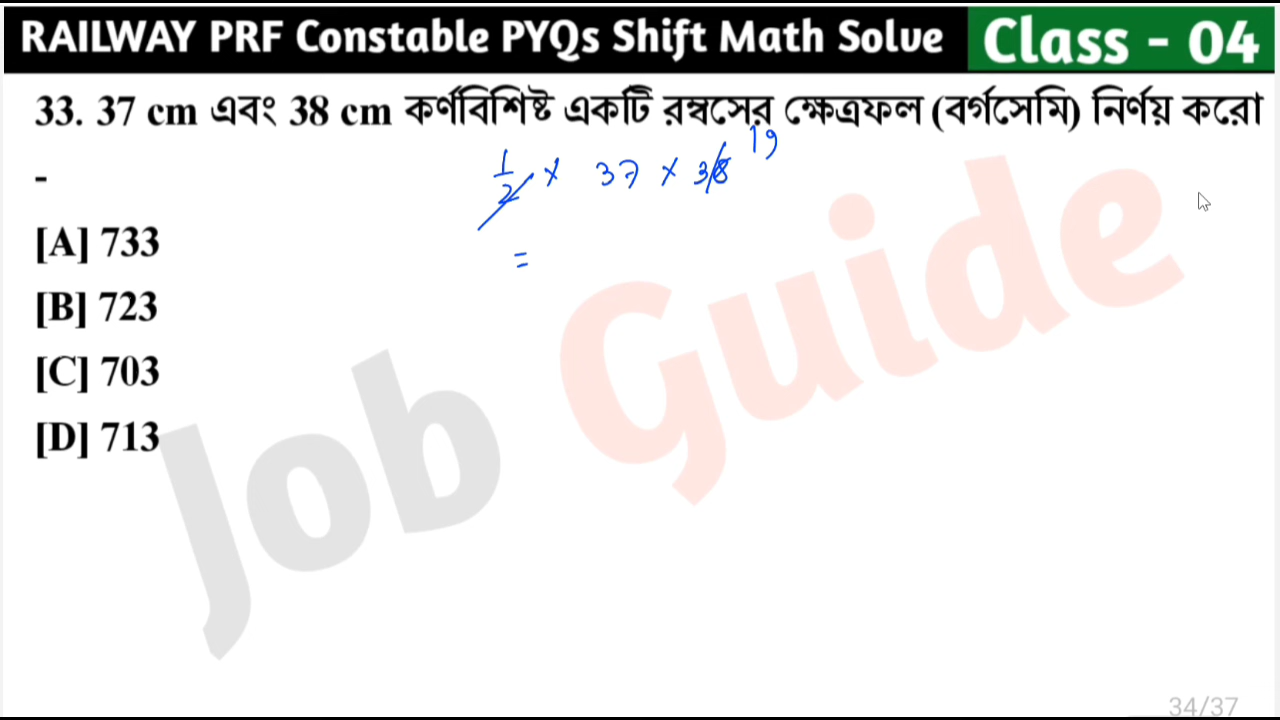 RAILWAY PRF Constable PYQs Shift Math Solve Class - 04
33. 37 cm এবং 38 cm কর্ণবিশিষ্ট একটি রম্বসের ক্ষেত্রফল (বর্গসেমি) নির্ণয় করো
-
1/2 × 37 × 38 19
=
[A] 733
[B] 723
[C] 703
[D] 713
Job Guide
34/37